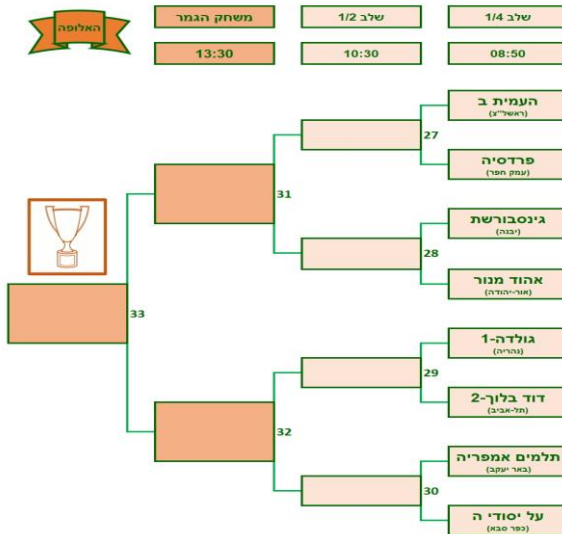 שלב 1/4
שלב 1/2
משחק הגמר
האלופה
08:50
10:30
13:30
העמית ב
(ראשל"צ)
27
פרדסיה
(עמק חפר)
31
גינסבורשת
(יבנה)
28
אהוד מנור
(אור-יהודה)
33
גולדה-1
(נהריה)
29
דוד בלוך-2
(תל-אביב)
32
תלמים אמפריה
(באר יעקב)
30
על יסודי ה
(כפר סבא)